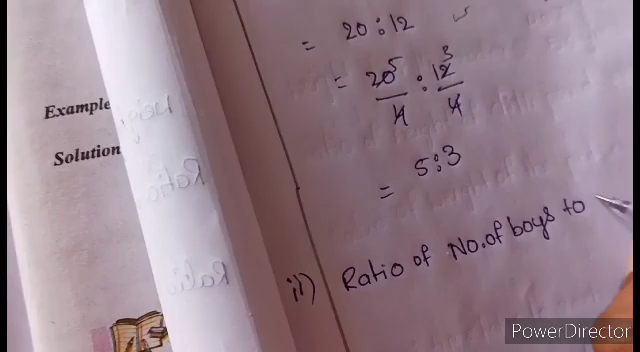 = 20:12
= 20 5 : 12 3
4 4
= 5:3
Example
Solution
ii) Ratio of No.of boys to
PowerDirector